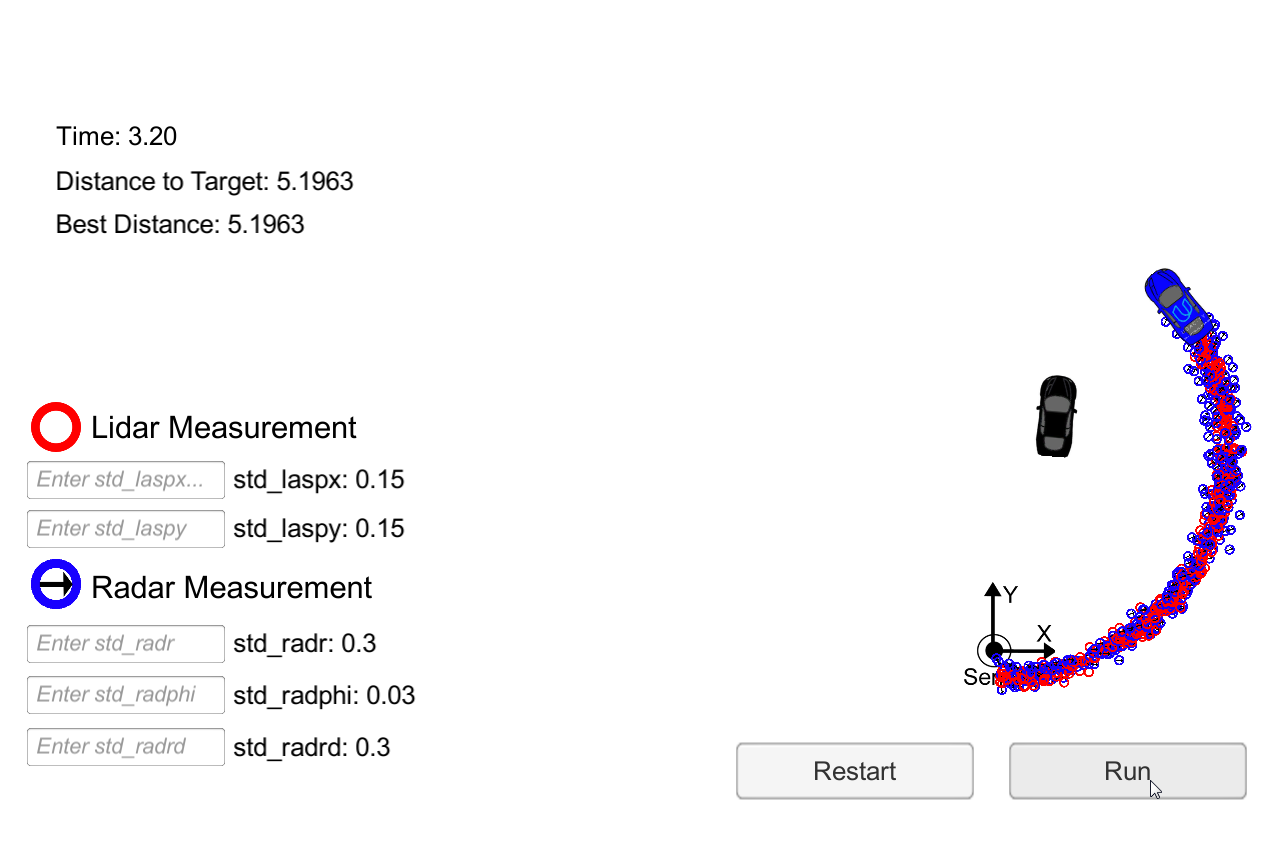 Time: 3.20
Distance to Target: 5.1963
Best Distance: 5.1963
Lidar Measurement
Enter std_laspx... std_laspx: 0.15
Enter std_laspy std_laspy: 0.15
Radar Measurement
Enter std_radr std_radr: 0.3
Enter std_radphi std_radphi: 0.03
Enter std_radrd std_radrd: 0.3
Y
X
Restart
Run